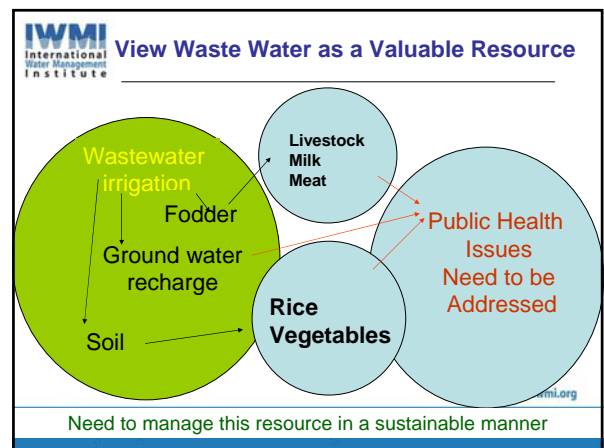 IWMI
International
Water Management
Institute
View Waste Water as a Valuable Resource
Wastewater
irrigation
Fodder
Ground water
recharge
Soil
Livestock
Milk
Meat
Rice
Vegetables
Public Health
Issues
Need to be
Addressed
wmi.org
Need to manage this resource in a sustainable manner